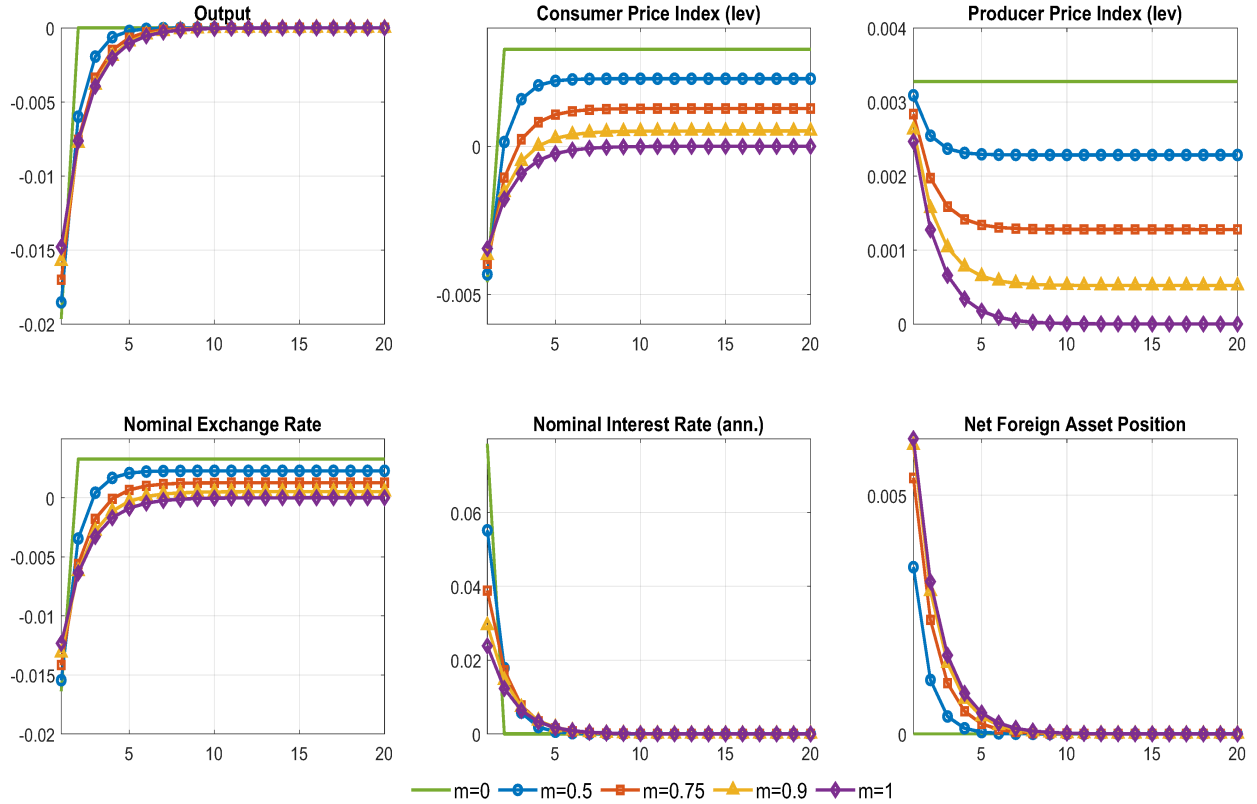 Output
0
-0.005
-0.01
-0.015
-0.02
5 10 15 20
Consumer Price Index (lev)
0
-0.005
5 10 15 20
Producer Price Index (lev)
0.004
0.003
0.002
0.001
0
5 10 15 20
Nominal Exchange Rate
0
-0.005
-0.01
-0.015
-0.02
5 10 15 20
Nominal Interest Rate (ann.)
0.06
0.04
0.02
0
5 10 15 20
Net Foreign Asset Position
0.005
0
5 10 15 20
m=0 m=0.5 m=0.75 m=0.9 m=1